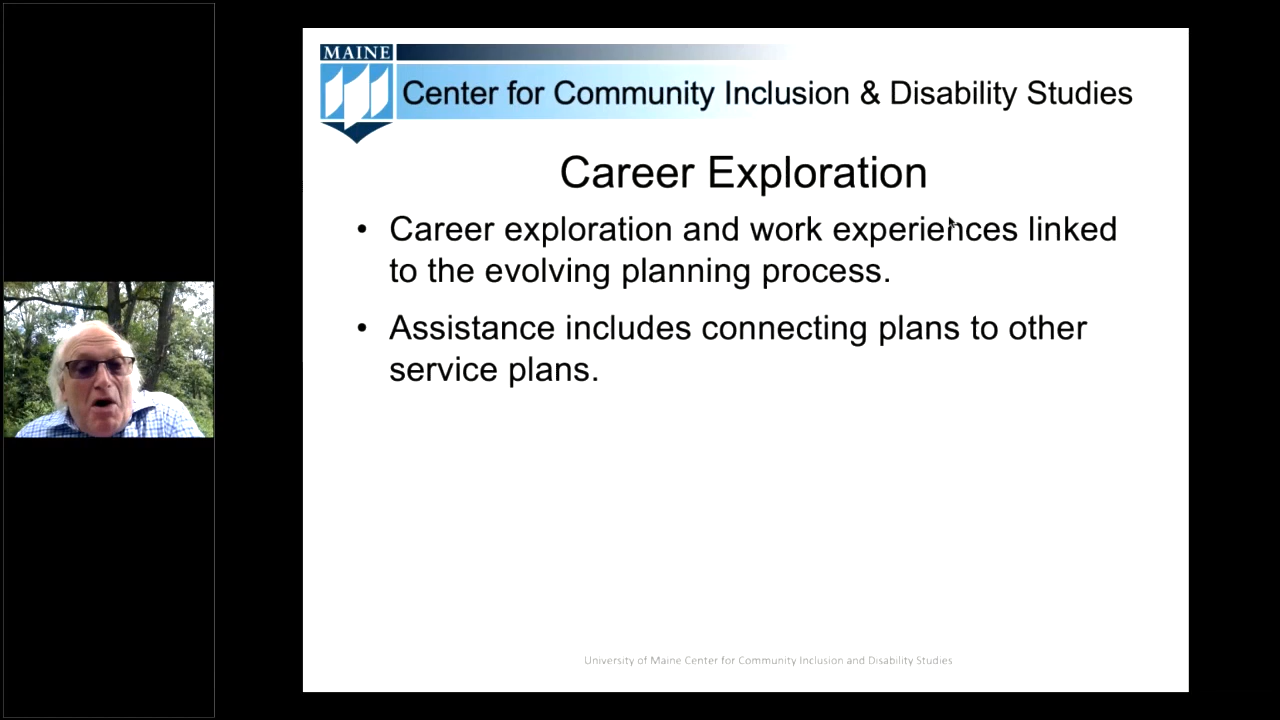 MAINE
Center for Community Inclusion & Disability Studies
Career Exploration
• Career exploration and work experiences linked
to the evolving planning process.
• Assistance includes connecting plans to other
service plans.
University of Maine Center for Community Inclusion and Disability Studies